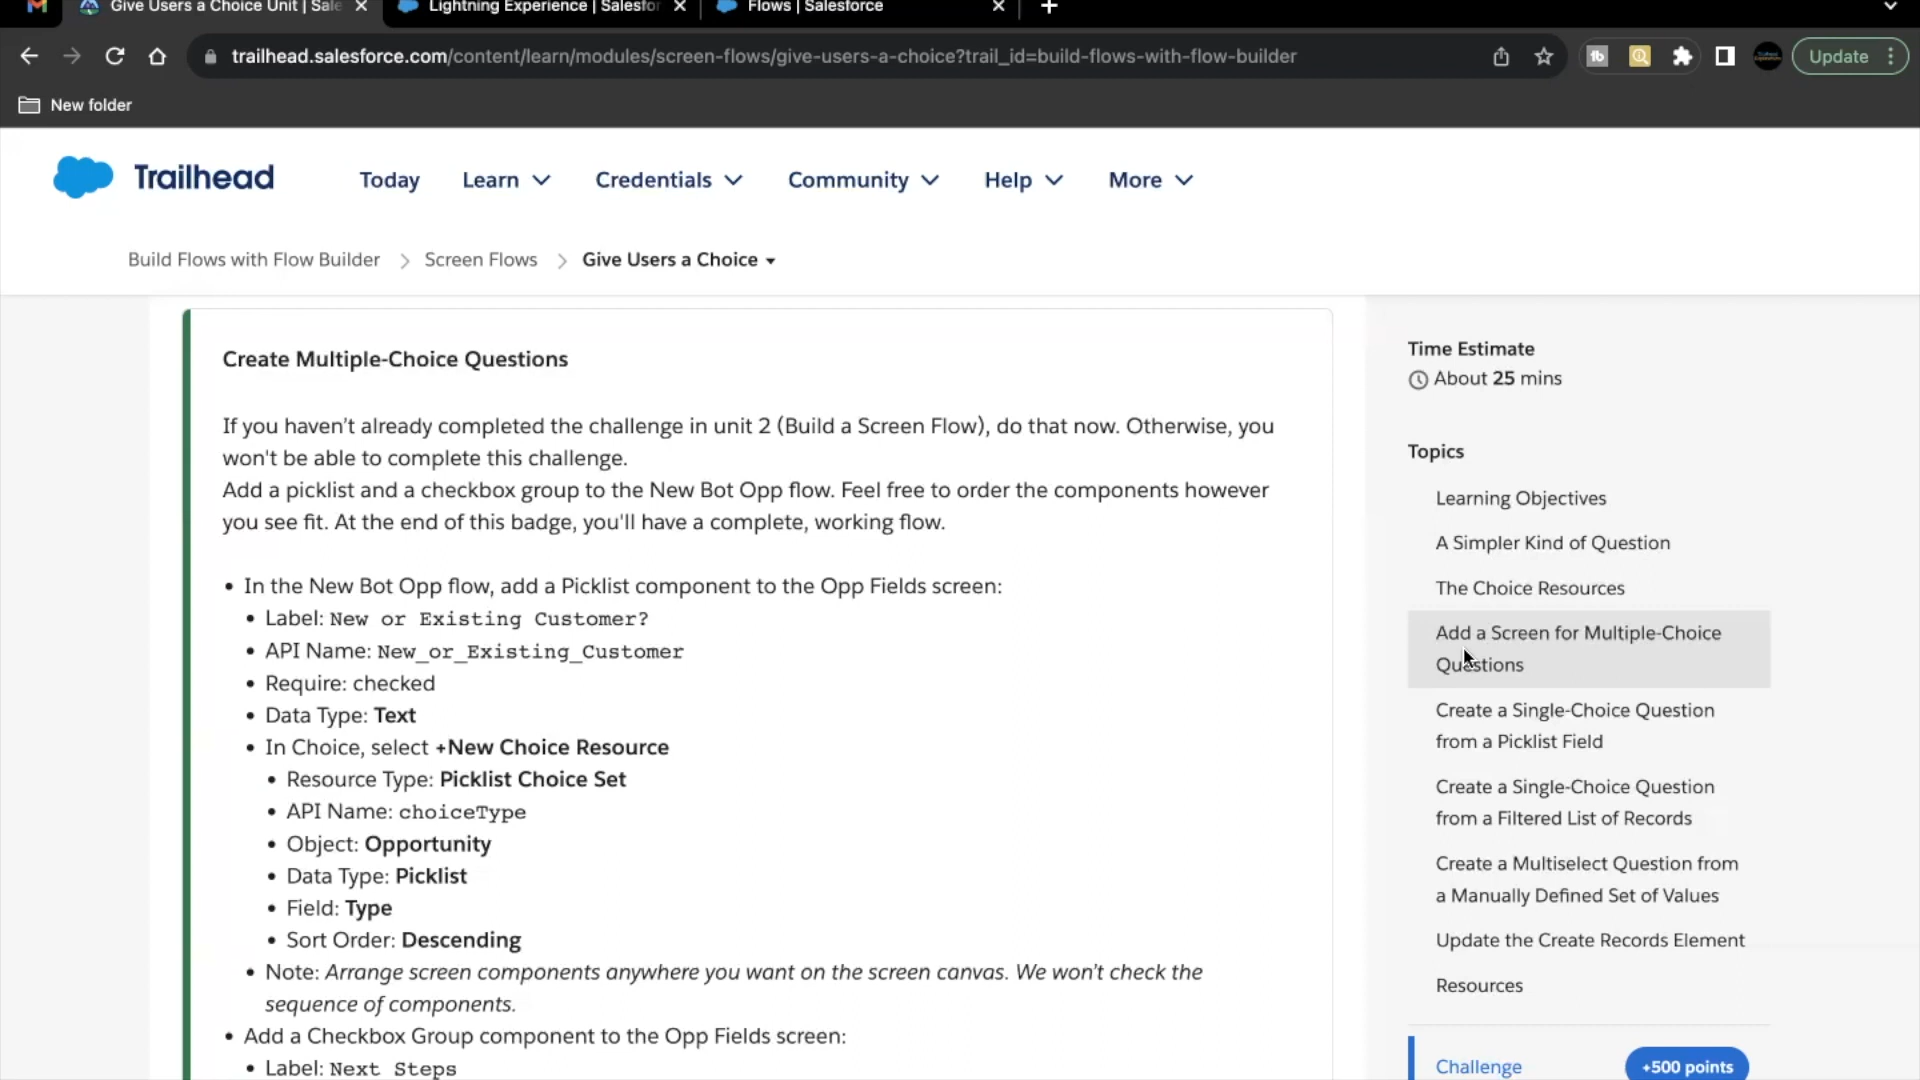 Give Users a Choice Unit | Sale
Lightning Experience | Salesfor
Flows | Salesforce
trailhead.salesforce.com/content/learn/modules/screen-flows/give-users-a-choice?trail_id=build-flows-with-flow-builder
Update
New folder
Trailhead
Today
Learn
Credentials
Community
Help
More
Build Flows with Flow Builder
Screen Flows
Give Users a Choice
Create Multiple-Choice Questions
If you haven't already completed the challenge in unit 2 (Build a Screen Flow), do that now. Otherwise, you
won't be able to complete this challenge.
Add a picklist and a checkbox group to the New Bot Opp flow. Feel free to order the components however
you see fit. At the end of this badge, you'll have a complete, working flow.
• In the New Bot Opp flow, add a Picklist component to the Opp Fields screen:
• Label: New or Existing Customer?
• API Name: New_or_Existing_Customer
• Require: checked
• Data Type: Text
• In Choice, select +New Choice Resource
• Resource Type: Picklist Choice Set
• API Name: choiceType
• Object: Opportunity
• Data Type: Picklist
• Field: Type
• Sort Order: Descending
• Note: Arrange screen components anywhere you want on the screen canvas. We won't check the
sequence of components.
• Add a Checkbox Group component to the Opp Fields screen:
• Label: Next Steps
Time Estimate
About 25 mins
Topics
Learning Objectives
A Simpler Kind of Question
The Choice Resources
Add a Screen for Multiple-Choice
Questions
Create a Single-Choice Question
from a Picklist Field
Create a Single-Choice Question
from a Filtered List of Records
Create a Multiselect Question from
a Manually Defined Set of Values
Update the Create Records Element
Resources
Challenge
+500 points